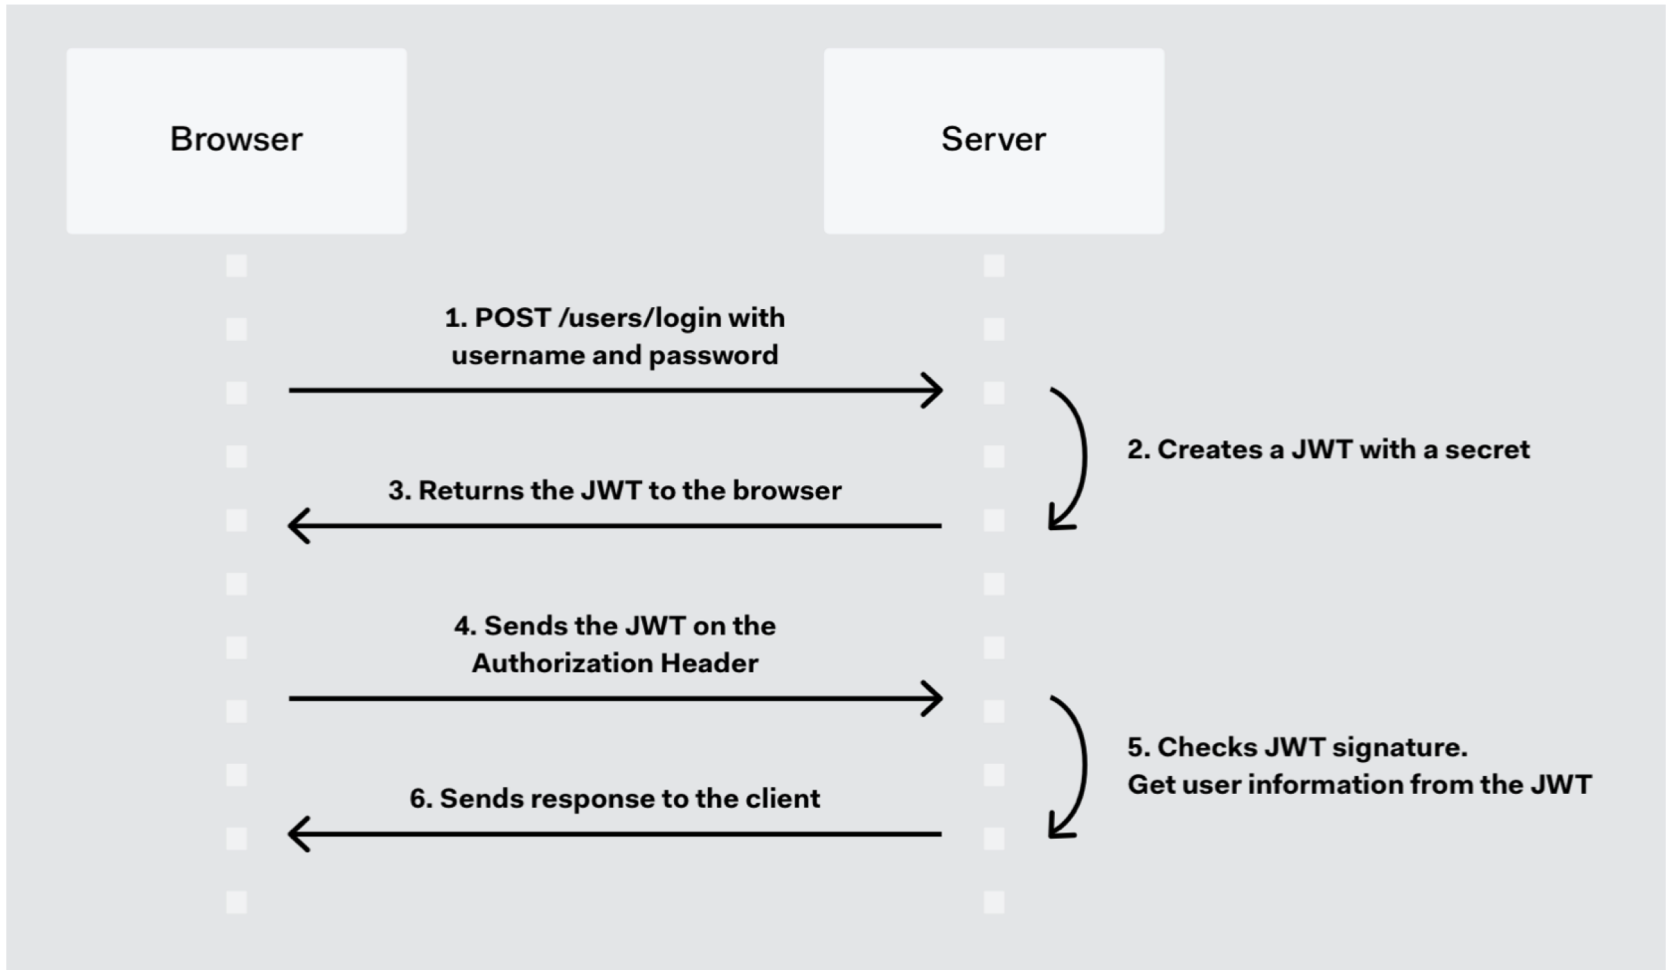 Browser
Server
1. POST /users/login with
username and password
2. Creates a JWT with a secret
3. Returns the JWT to the browser
4. Sends the JWT on the
Authorization Header
5. Checks JWT signature.
Get user information from the JWT
6. Sends response to the client